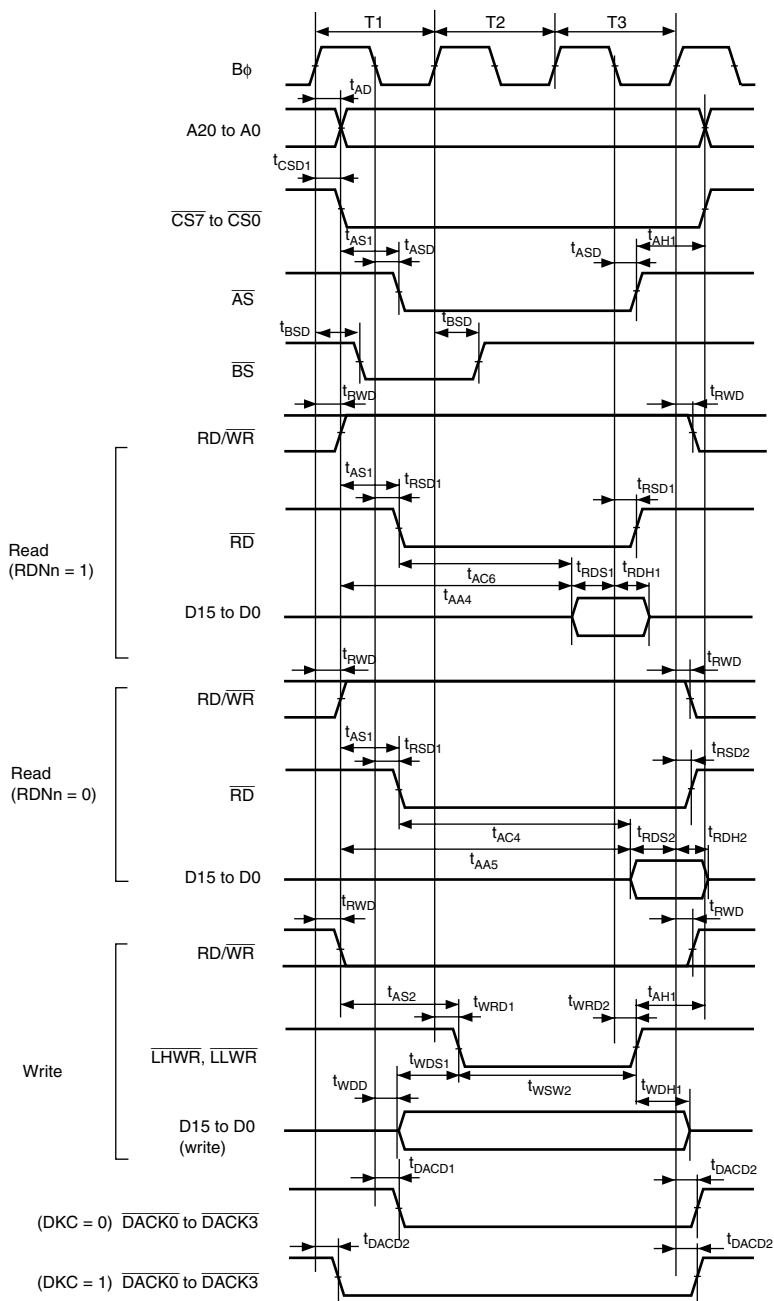 T1 T2 T3
Bϕ
tAD
A20 to A0
tCSD1
CS7 to CS0
tAS1 tASD tASD tAH1
AS
tBSD tBSD
BS
tRWD tRWD
RD/WR
tAS1 tRSD1 tRSD1
RD
Read
(RDNn = 1)
tAC6 tRDS1 tRDH1
tAA4
D15 to D0
tRWD tRWD
RD/WR
tAS1 tRSD1 tRSD2
RD
Read
(RDNn = 0)
tAC4 tRDS2 tRDH2
tAA5
D15 to D0
tRWD tRWD
RD/WR
tAS2 tWRD1 tWRD2 tAH1
LHWR, LLWR
Write
tWDD tWDS1 tWSW2 tWDH1
D15 to D0
(write)
tDACD1 tDACD2
(DKC = 0) DACK0 to DACK3
tDACD2 tDACD2
(DKC = 1) DACK0 to DACK3